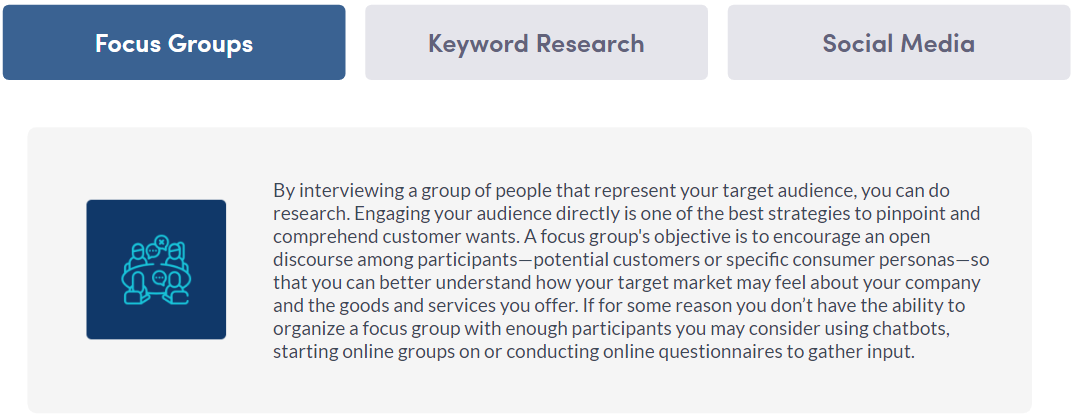 Focus Groups
Keyword Research
Social Media
By interviewing a group of people that represent your target audience, you can do
research. Engaging your audience directly is one of the best strategies to pinpoint and
comprehend customer wants. A focus group's objective is to encourage an open
discourse among participants—potential customers or specific consumer personas—so
that you can better understand how your target market may feel about your company
and the goods and services you offer. If for some reason you don’t have the ability to
organize a focus group with enough participants you may consider using chatbots,
starting online groups on or conducting online questionnaires to gather input.